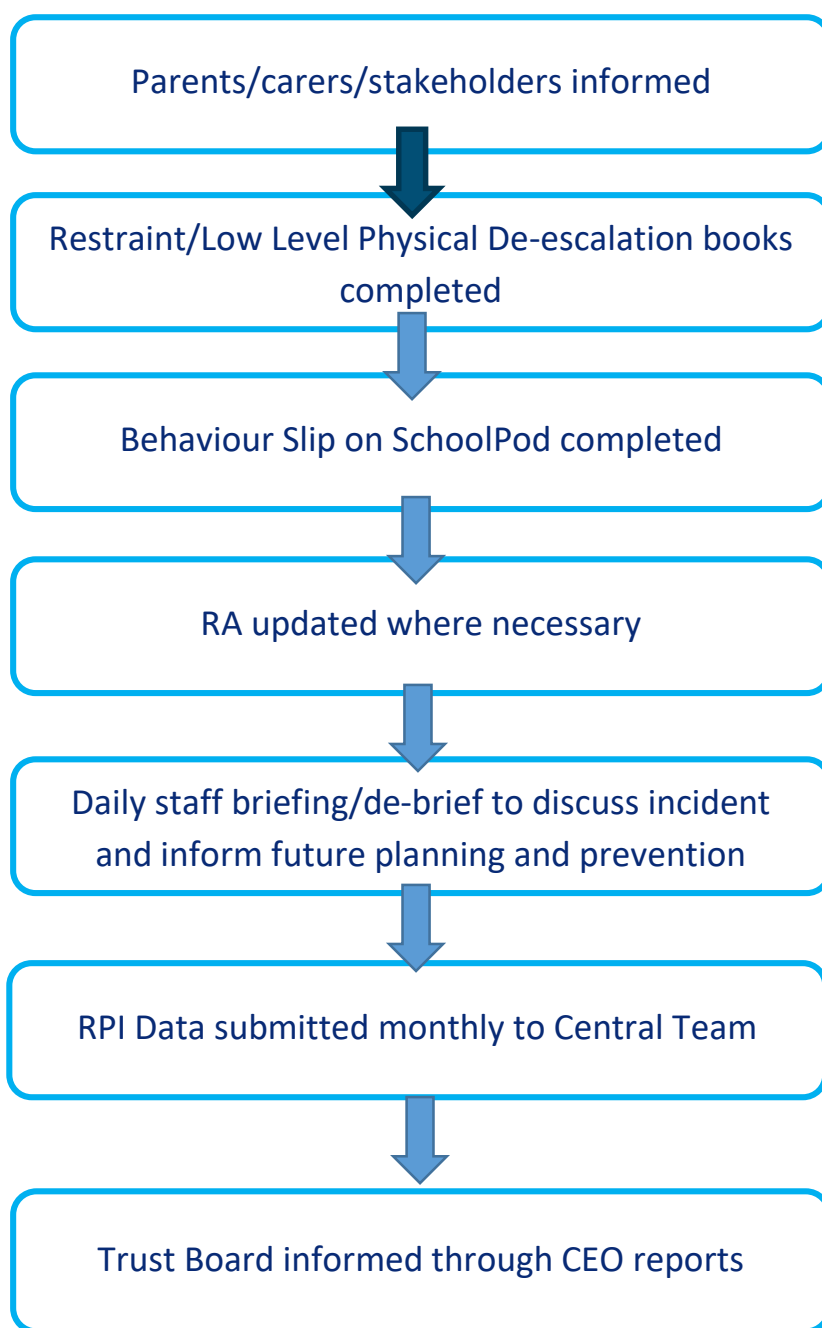 Parents/carers/stakeholders informed
Restraint/Low Level Physical De-escalation books
completed
Behaviour Slip on SchoolPod completed
RA updated where necessary
Daily staff briefing/de-brief to discuss incident
and inform future planning and prevention
RPI Data submitted monthly to Central Team
Trust Board informed through CEO reports